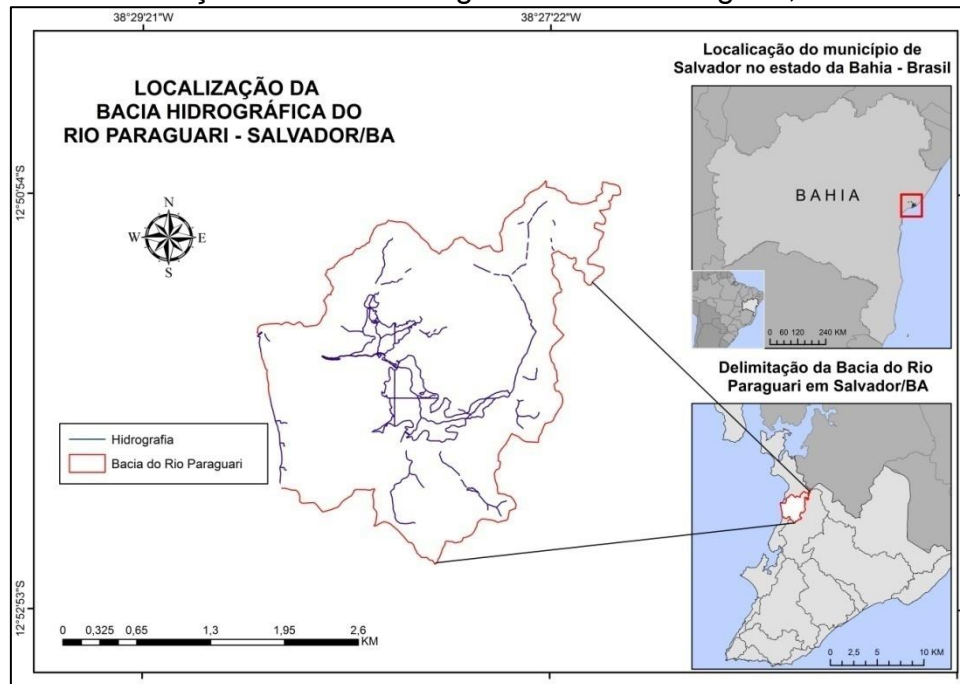 38°29'21"W
38°27'22"W
LOCALIZAÇÃO DA
BACIA HIDROGRÁFICA DO
RIO PARAGUARI - SALVADOR/BA
N
W
E
S
12°50'54"S
12°52'53"S
Hidrografia
Bacia do Rio Paraguari
0 0,325 0,65 1,3 1,95 2,6
KM
Localicação do município de
Salvador no estado da Bahia - Brasil
BAHIA
0 60 120 240 KM
Delimitação da Bacia do Rio
Paraguari em Salvador/BA
0 2,5 5 10 KM